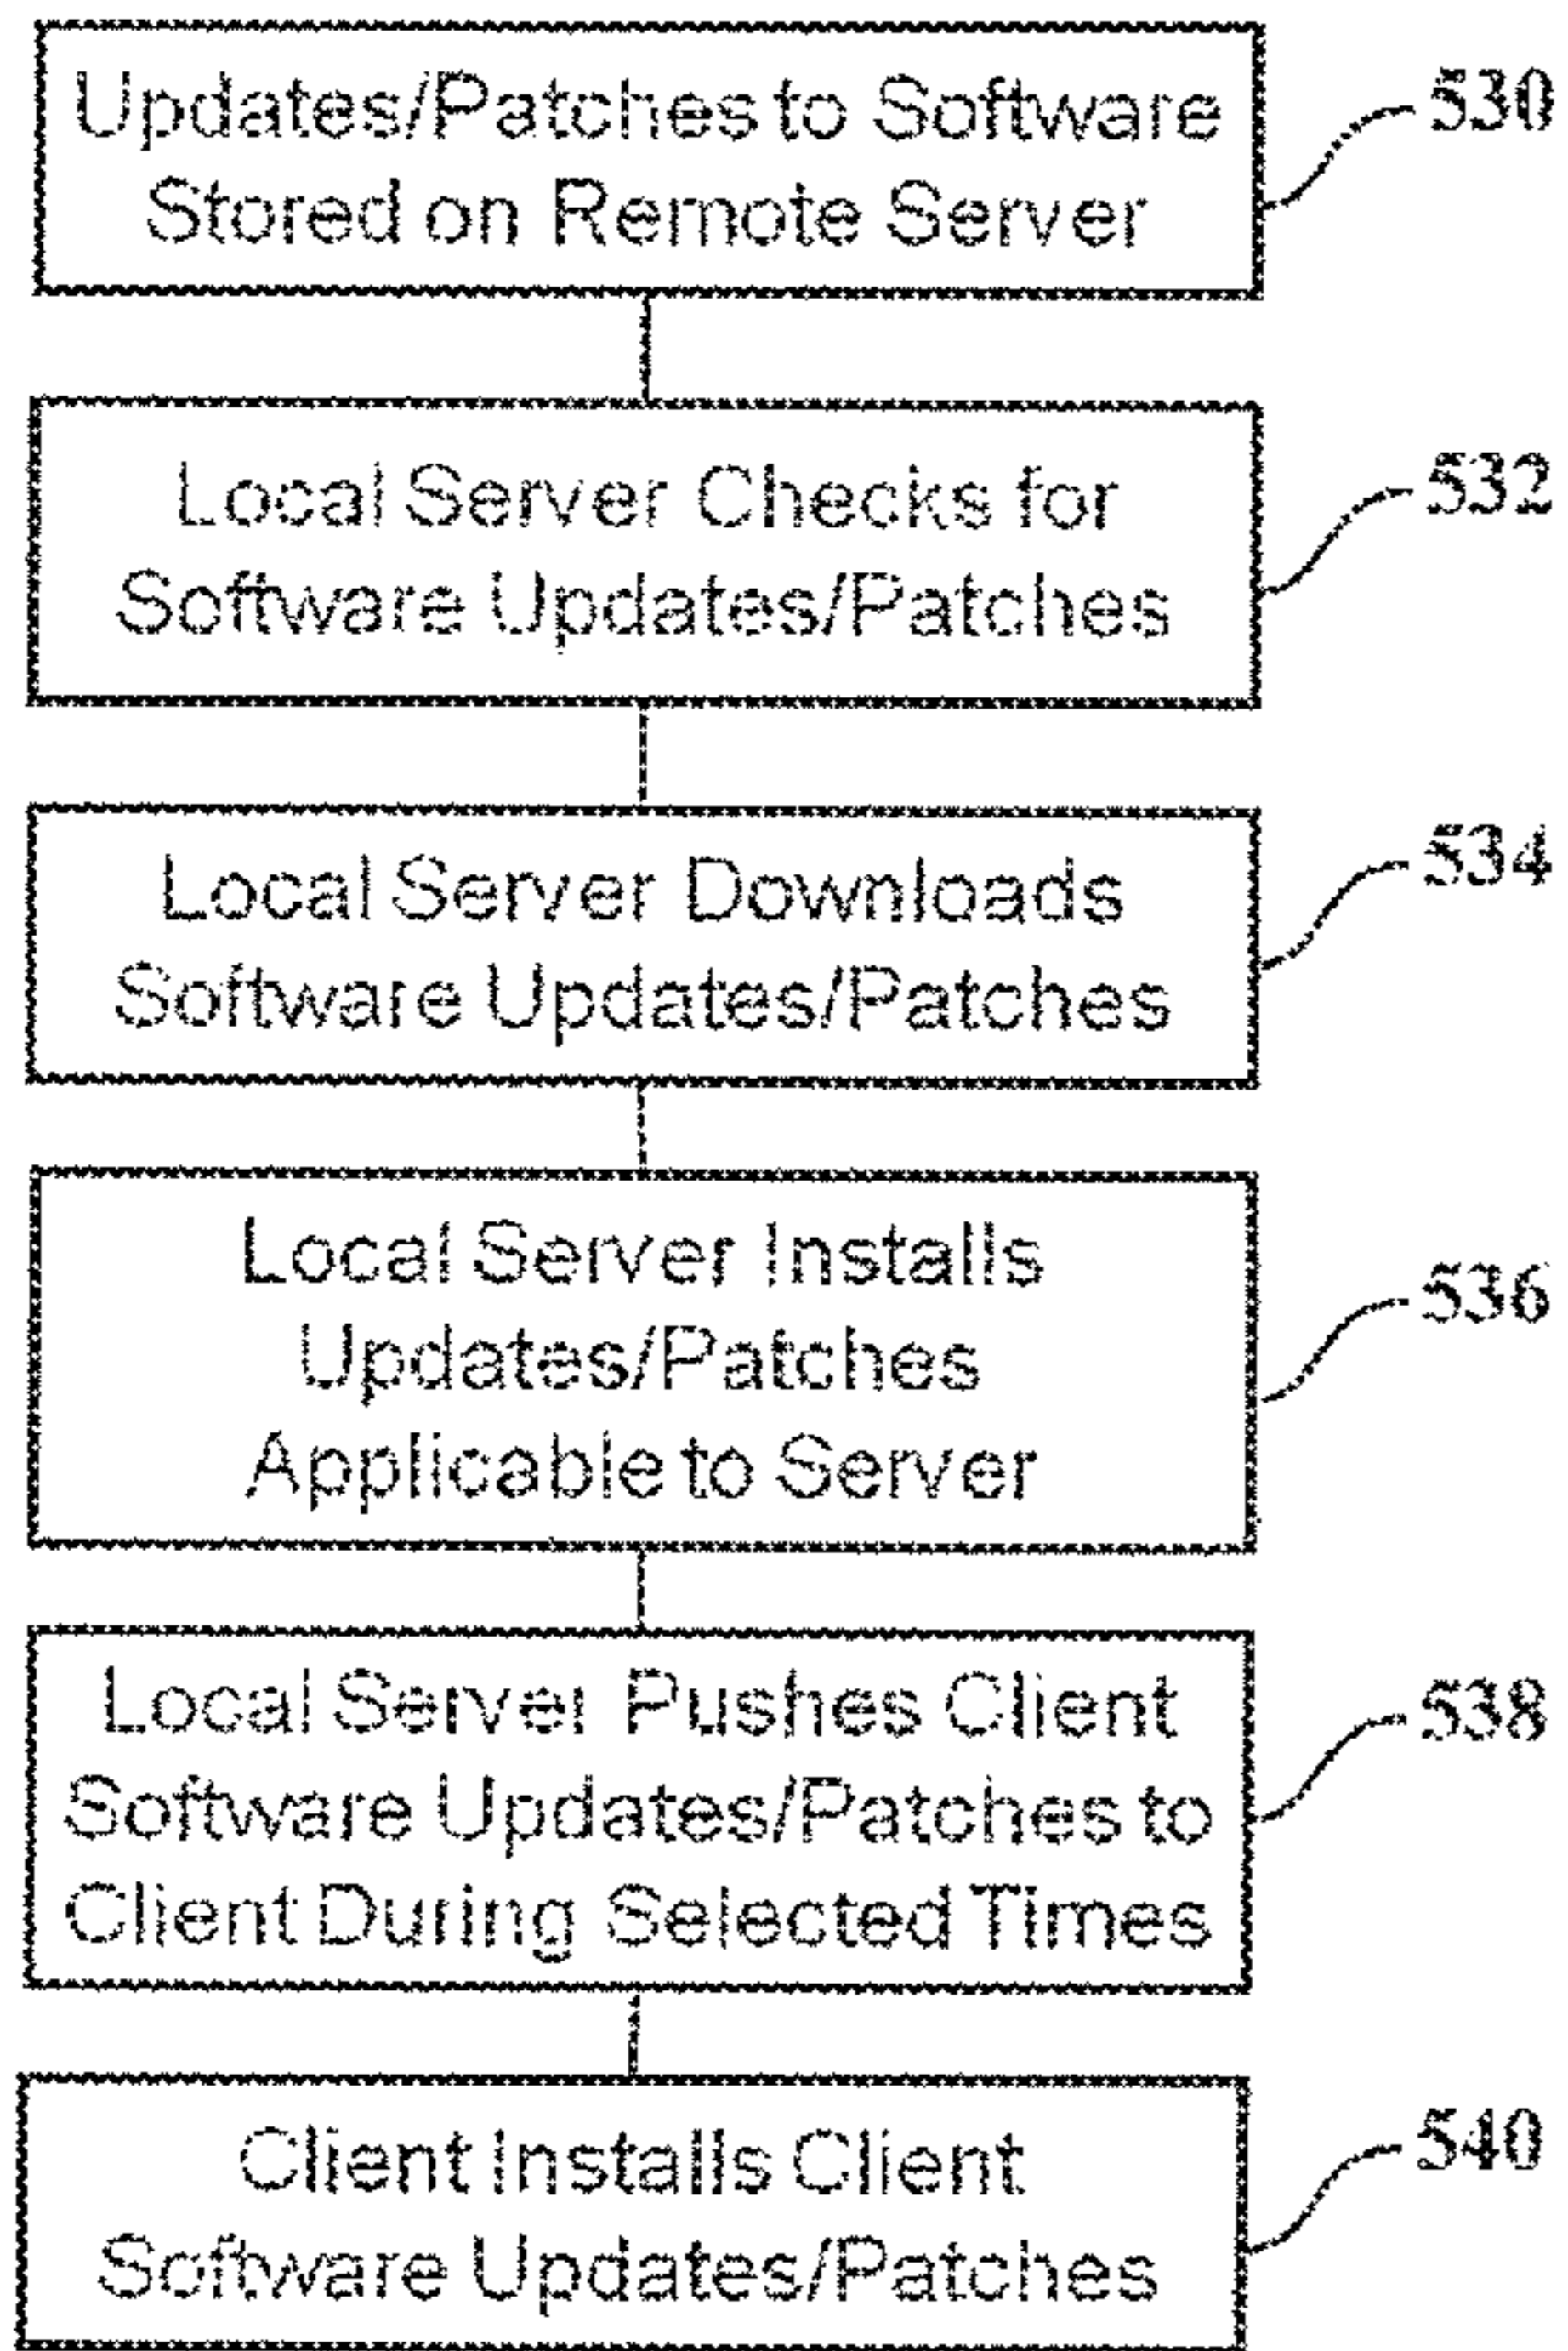 Updates/Patches to Software
Stored on Remote Server
530
Local Server Checks for
Software Updates/Patches
532
Local Server Downloads
Software Updates/Patches
534
Local Server Installs
Updates/Patches
Applicable to Server
536
Local Server Pushes Client
Software Updates/Patches to
Client During Selected Times
538
Client Installs Client
Software Updates/Patches
540